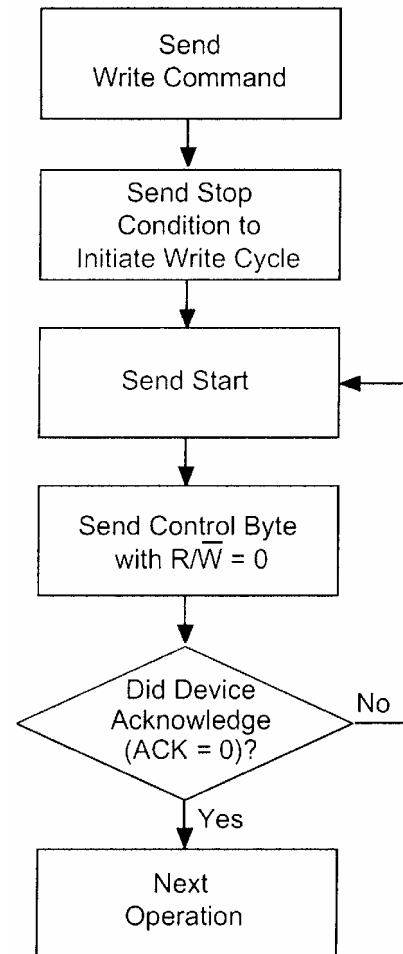 Send
Write Command
Send Stop
Condition to
Initiate Write Cycle
Send Start
Send Control Byte
with R/W̅ = 0
Did Device
Acknowledge
(ACK = 0)?
No
Yes
Next
Operation